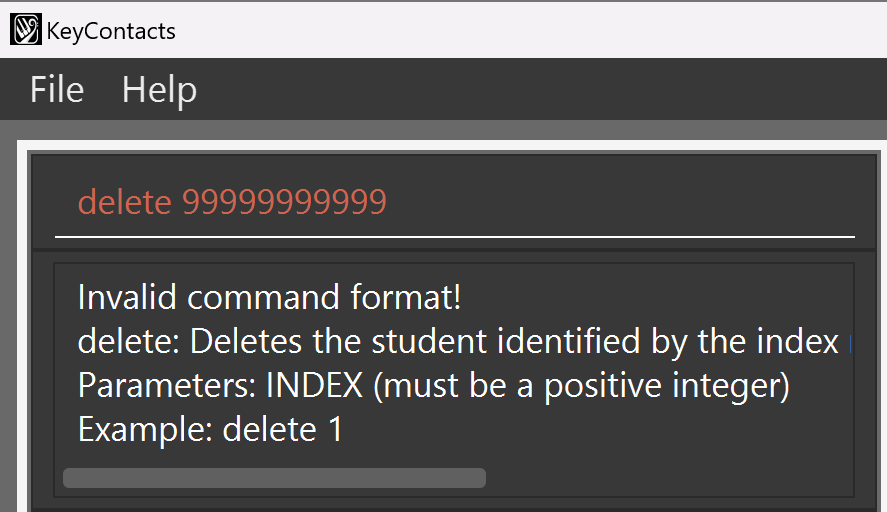 KeyContacts
File Help
delete 99999999999
Invalid command format!
delete: Deletes the student identified by the index
Parameters: INDEX (must be a positive integer)
Example: delete 1